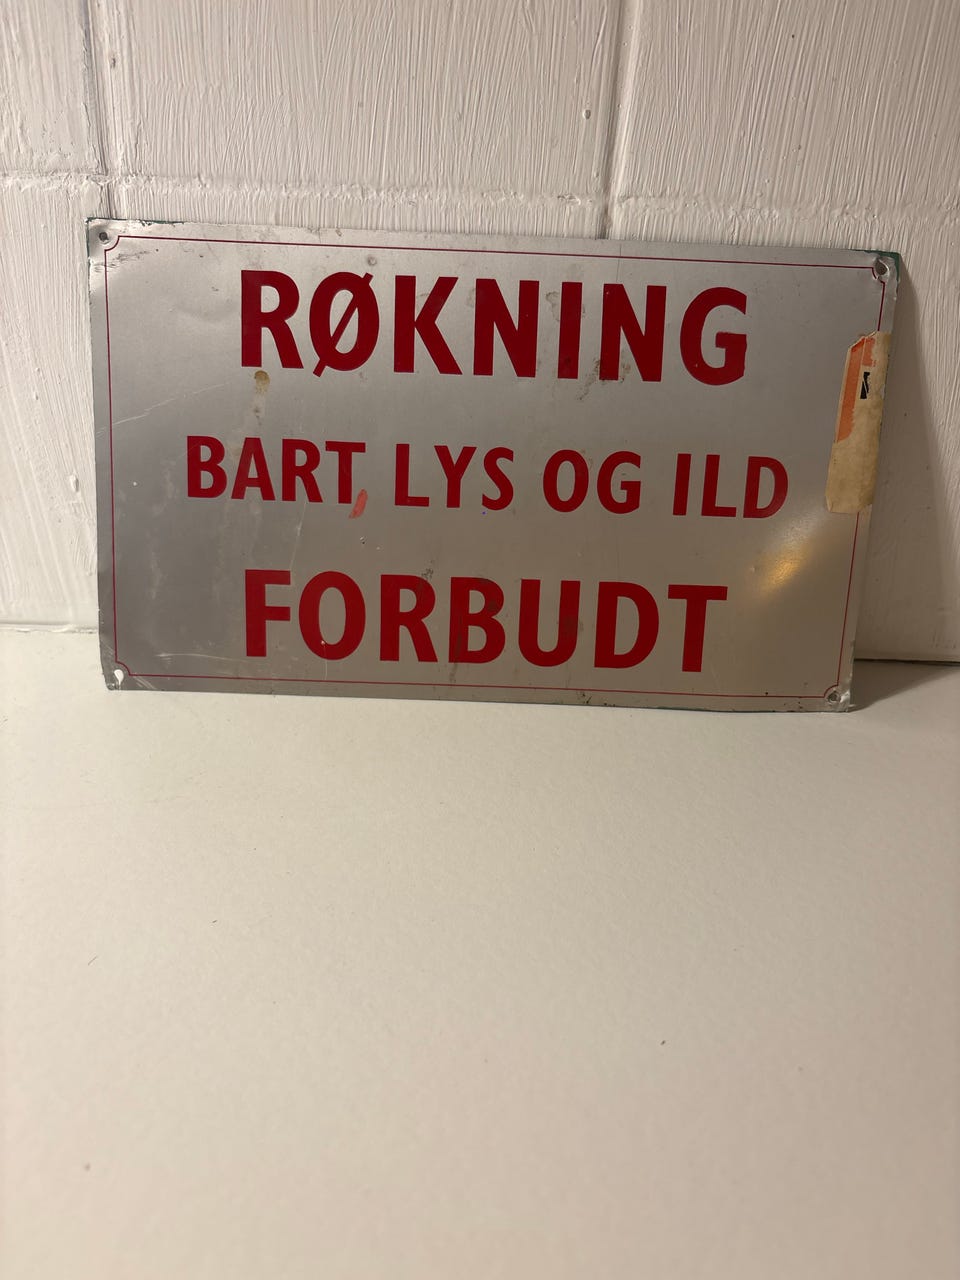 RØKNING
BART, LYS OG ILD
FORBUDT